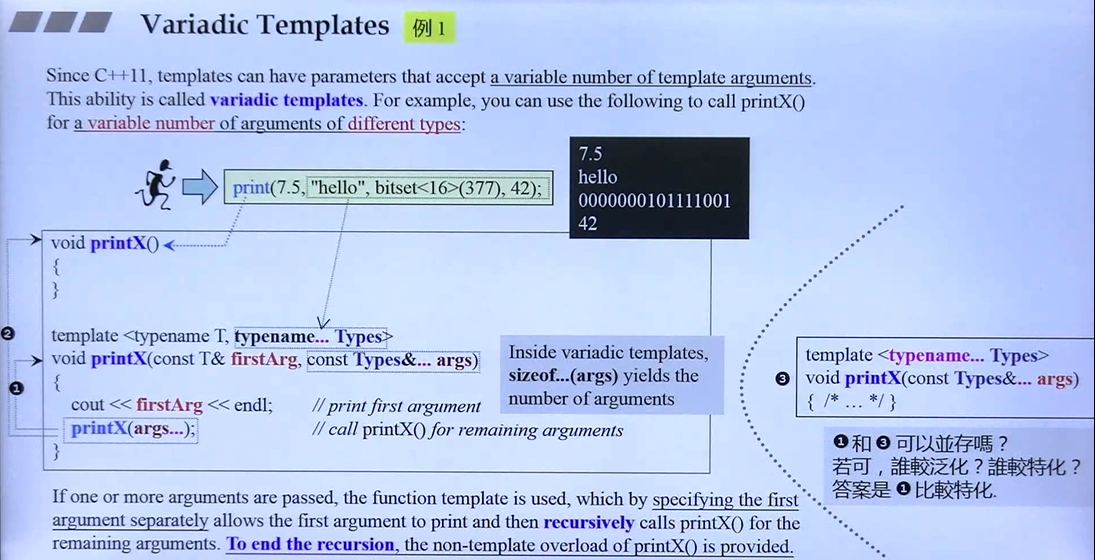 Variadic Templates 例 1
Since C++11, templates can have parameters that accept a variable number of template arguments.
This ability is called variadic templates. For example, you can use the following to call printX()
for a variable number of arguments of different types:
print(7.5, "hello", bitset<16>(377), 42);
7.5
hello
0000000101111001
42
void printX()
{
}
template <typename T, typename... Types>
void printX(const T& firstArg, const Types&... args)
{
cout << firstArg << endl; // print first argument
printX(args...); // call printX() for remaining arguments
}
❷
❶
Inside variadic templates,
sizeof...(args) yields the
number of arguments
❸
template <typename... Types>
void printX(const Types&... args)
{ /* ... */ }
❶和❸可以並存嗎？
若可，誰較泛化？誰較特化？
答案是❶比較特化.
If one or more arguments are passed, the function template is used, which by specifying the first
argument separately allows the first argument to print and then recursively calls printX() for the
remaining arguments. To end the recursion, the non-template overload of printX() is provided.